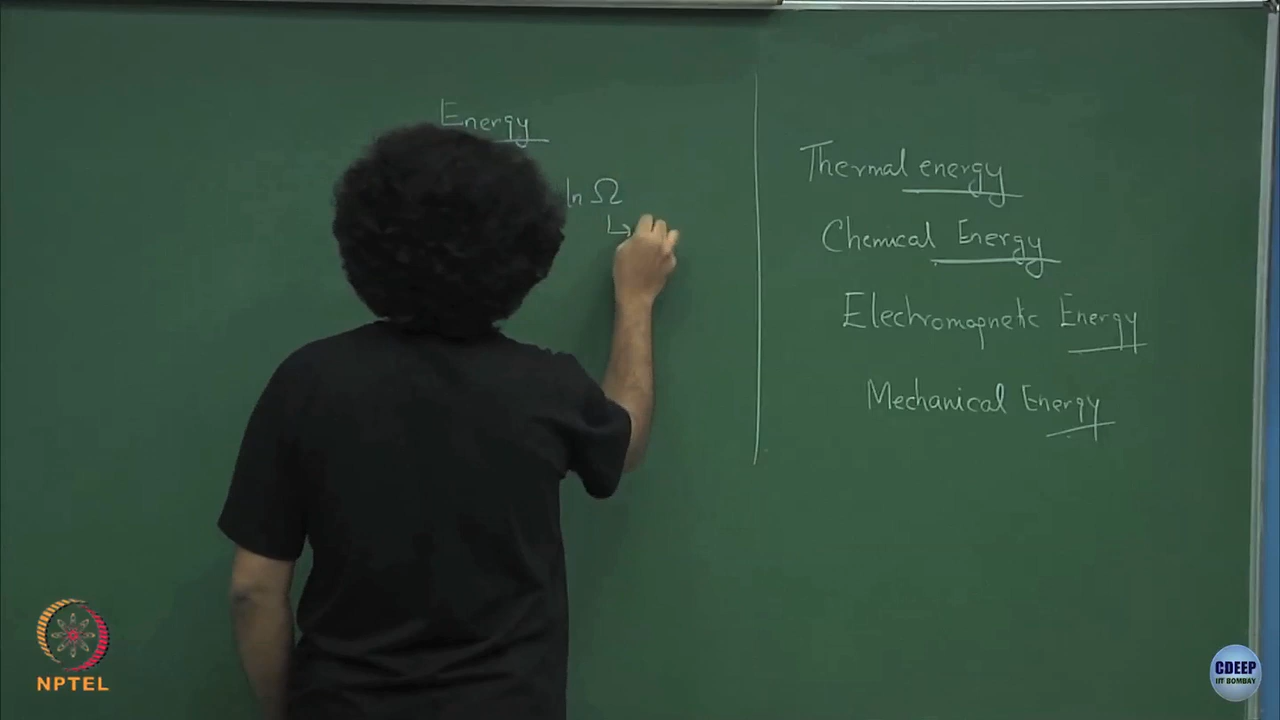 Energy
ln Ω
Thermal energy
Chemical Energy
Electromagnetic Energy
Mechanical Energy
NPTEL
CDEEP
IIT BOMBAY